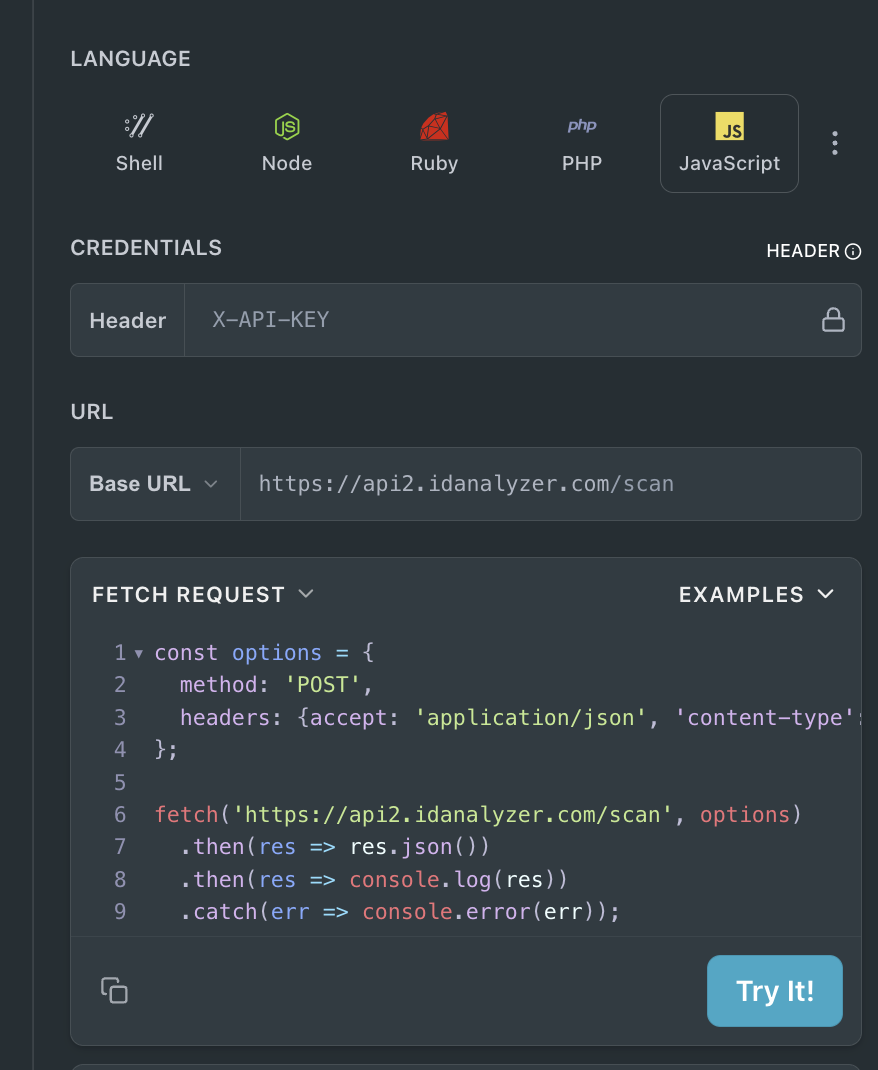 LANGUAGE
Shell
Node
Ruby
php
PHP
JS
JavaScript
CREDENTIALS
HEADER
Header X-API-KEY
URL
Base URL https://api2.idanalyzer.com/scan
FETCH REQUEST EXAMPLES
1 const options = {
2 method: 'POST',
3 headers: {accept: 'application/json', 'content-type':
4 };
5
6 fetch('https://api2.idanalyzer.com/scan', options)
7 .then(res => res.json())
8 .then(res => console.log(res))
9 .catch(err => console.error(err));
Try It!